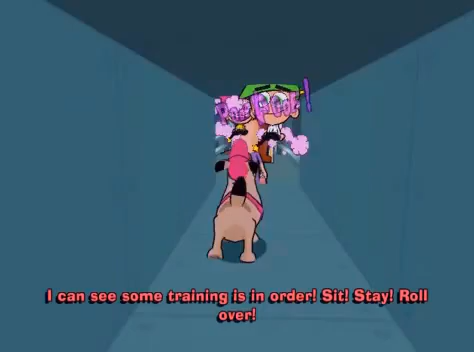 Poof Poof
I can see some training is in order! Sit! Stay! Roll
over!